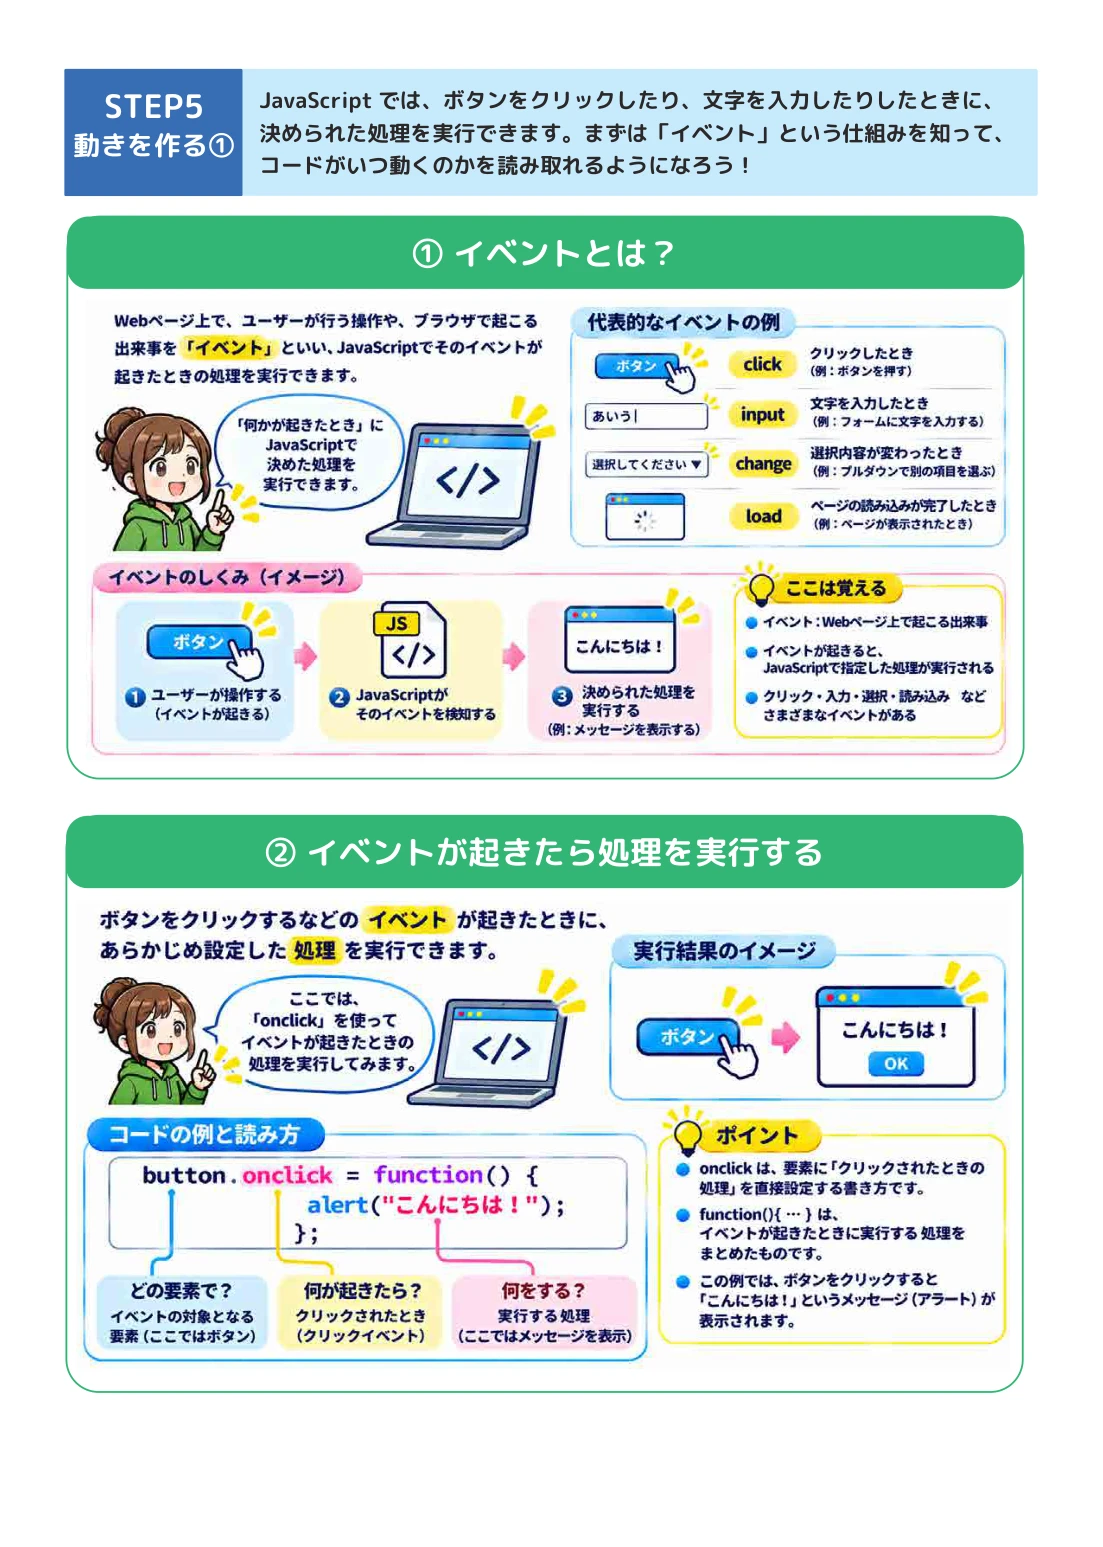 STEP5
動きを作る①
JavaScript では、ボタンをクリックしたり、文字を入力したりしたときに、
決められた処理を実行できます。まずは「イベント」という仕組みを知って、
コードがいつ動くのかを読み取れるようになろう！
① イベントとは？
Webページ上で、ユーザーが行う操作や、ブラウザで起こる
出来事を「イベント」といい、JavaScriptでそのイベントが
起きたときの処理を実行できます。
「何かが起きたとき」に
JavaScriptで
決めた処理を
実行できます。
</>
代表的なイベントの例
ボタン click クリックしたとき
（例：ボタンを押す）
あいう| input 文字を入力したとき
（例：フォームに文字を入力する）
選択してください ▼ change 選択内容が変わったとき
（例：プルダウンで別の項目を選ぶ）
load ページの読み込みが完了したとき
（例：ページが表示されたとき）
イベントのしくみ（イメージ）
ボタン
1 ユーザーが操作する
（イベントが起きる）
JS
</>
2 JavaScriptが
そのイベントを検知する
こんにちは！
3 決められた処理を
実行する
（例：メッセージを表示する）
ここは覚える
イベント：Webページ上で起こる出来事
イベントが起きると、
JavaScriptで指定した処理が実行される
クリック・入力・選択・読み込み など
さまざまなイベントがある
② イベントが起きたら処理を実行する
ボタンをクリックするなどの イベント が起きたときに、
あらかじめ設定した 処理 を実行できます。
ここでは、
「onclick」を使って
イベントが起きたときの
処理を実行してみます。
</>
実行結果のイメージ
ボタン
こんにちは！
OK
コードの例と読み方
button.onclick = function() {
alert("こんにちは！");
};
どの要素で？
イベントの対象となる
要素（ここではボタン）
何が起きたら？
クリックされたとき
（クリックイベント）
何をする？
実行する処理
（ここではメッセージを表示）
ポイント
onclick は、要素に「クリックされたときの
処理」を直接設定する書き方です。
function(){ … } は、
イベントが起きたときに実行する処理を
まとめたものです。
この例では、ボタンをクリックすると
「こんにちは！」というメッセージ（アラート）が
表示されます。